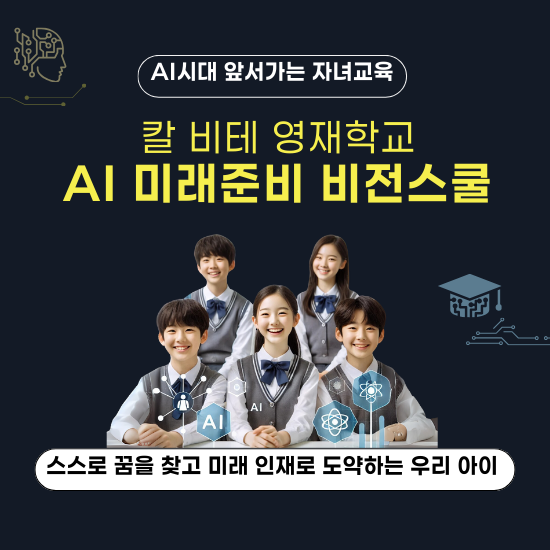 AI시대 앞서가는 자녀교육
칼 비테 영재학교
AI 미래준비 비전스쿨
AI
AI
스스로 꿈을 찾고 미래 인재로 도약하는 우리 아이